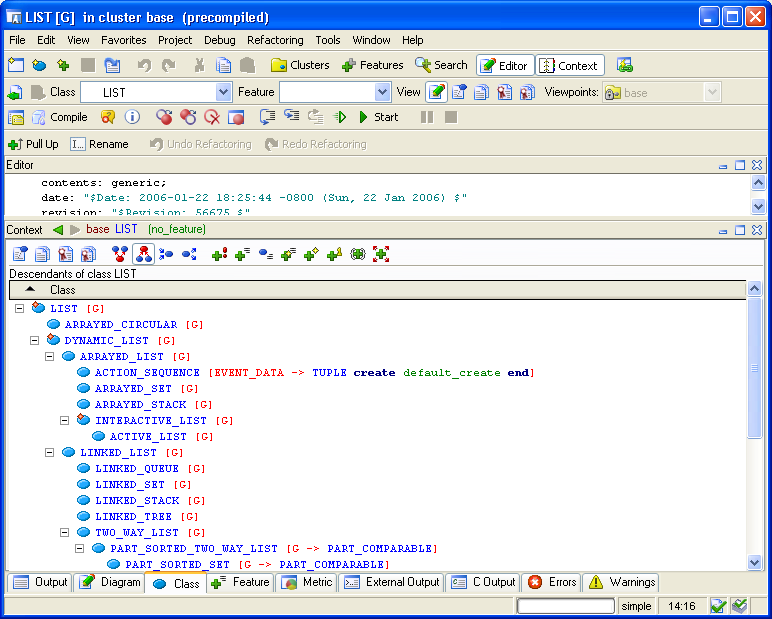 LIST [G]  in cluster base  (precompiled)
File Edit View Favorites Project Debug Refactoring Tools Window Help
Clusters Features Search Editor Context
Class LIST Feature View Viewpoints: base
Compile Start
Pull Up Rename Undo Refactoring Redo Refactoring
Editor
contents: generic;
date: "$Date: 2006-01-22 18:25:44 -0800 (Sun, 22 Jan 2006) $"
revision: "$Revision: 56675 $"
Context base LIST (no_feature)
Descendants of class LIST
Class
LIST [G]
ARRAYED_CIRCULAR [G]
DYNAMIC_LIST [G]
ARRAYED_LIST [G]
ACTION_SEQUENCE [EVENT_DATA -> TUPLE create default_create end]
ARRAYED_SET [G]
ARRAYED_STACK [G]
INTERACTIVE_LIST [G]
ACTIVE_LIST [G]
LINKED_LIST [G]
LINKED_QUEUE [G]
LINKED_SET [G]
LINKED_STACK [G]
LINKED_TREE [G]
TWO_WAY_LIST [G]
PART_SORTED_TWO_WAY_LIST [G -> PART_COMPARABLE]
PART_SORTED_SET [G -> PART_COMPARABLE]
Output Diagram Class Feature Metric External Output C Output Errors Warnings
simple 14:16